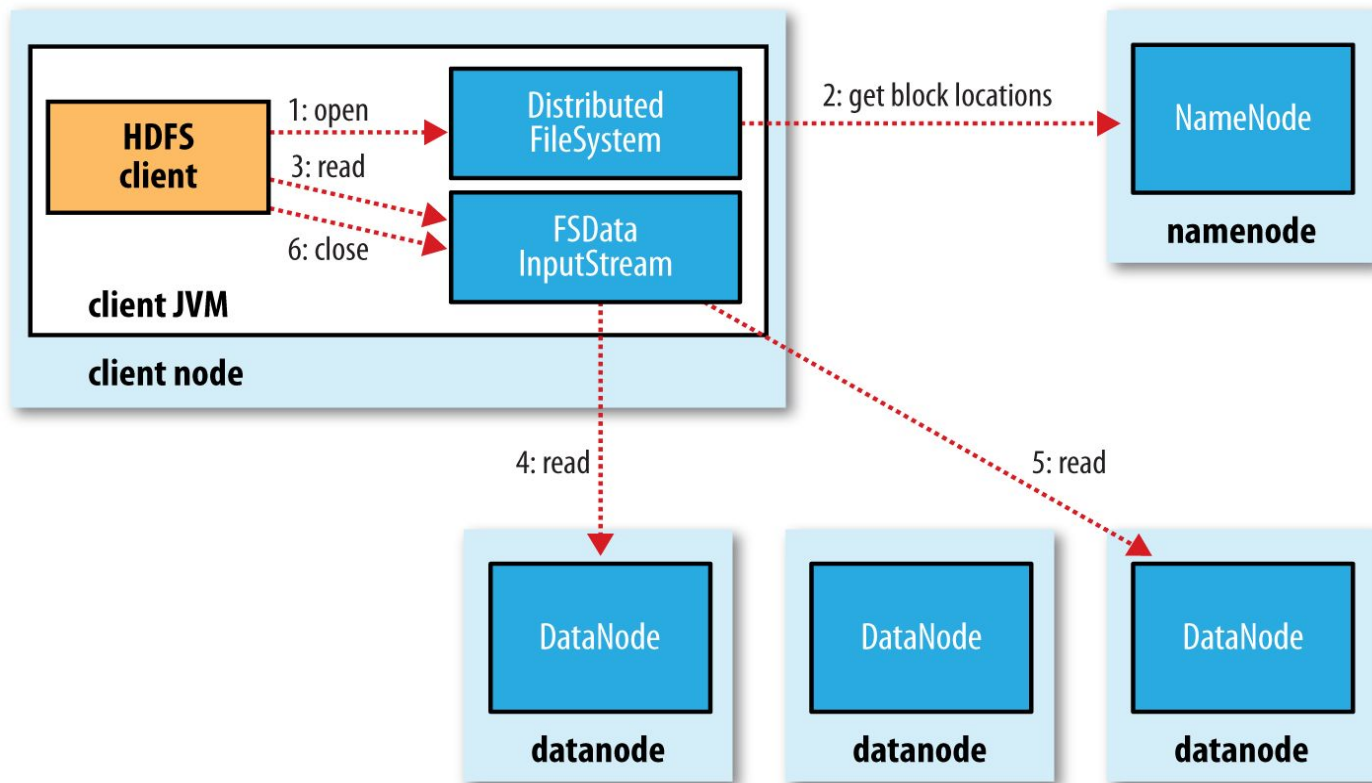 HDFS
client
1: open
3: read
6: close
Distributed
FileSystem
FSData
InputStream
client JVM
client node
2: get block locations
NameNode
namenode
4: read
5: read
DataNode
datanode
DataNode
datanode
DataNode
datanode